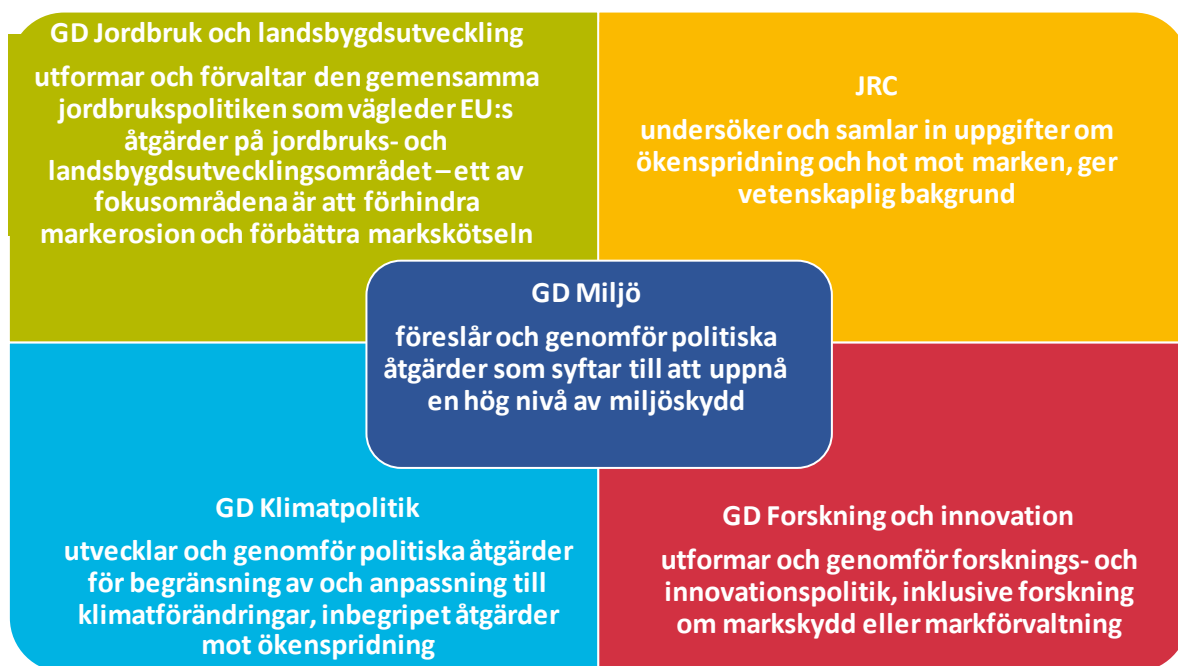 GD Jordbruk och landsbygdsutveckling
utformar och förvaltar den gemensamma
jordbrukspolitiken som vägleder EU:s
åtgärder på jordbruks- och
landsbygdsutvecklingsområdet – ett av
fokusområdena är att förhindra
markerosion och förbättra markskötseln
JRC
undersöker och samlar in uppgifter om
ökenspridning och hot mot marken, ger
vetenskaplig bakgrund
GD Miljö
föreslår och genomför politiska
åtgärder som syftar till att uppnå
en hög nivå av miljöskydd
GD Klimatpolitik
utvecklar och genomför politiska åtgärder
för begränsning av och anpassning till
klimatförändringar, inbegripet åtgärder
mot ökenspridning
GD Forskning och innovation
utformar och genomför forsknings- och
innovationspolitik, inklusive forskning
om markskydd eller markförvaltning